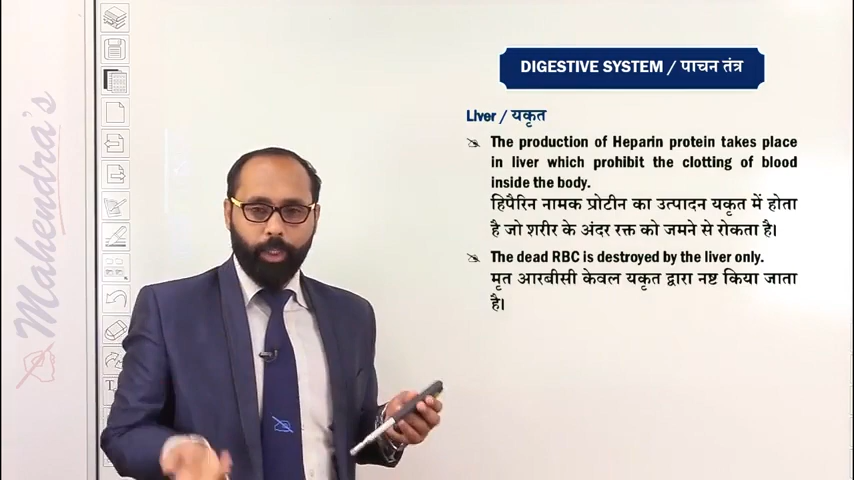 Mahendra's
DIGESTIVE SYSTEM / पाचन तंत्र
Liver / यकृत
The production of Heparin protein takes place
in liver which prohibit the clotting of blood
inside the body.
हिपैरिन नामक प्रोटीन का उत्पादन यकृत में होता
है जो शरीर के अंदर रक्त को जमने से रोकता है।
The dead RBC is destroyed by the liver only.
मृत आरबीसी केवल यकृत द्वारा नष्ट किया जाता
है।